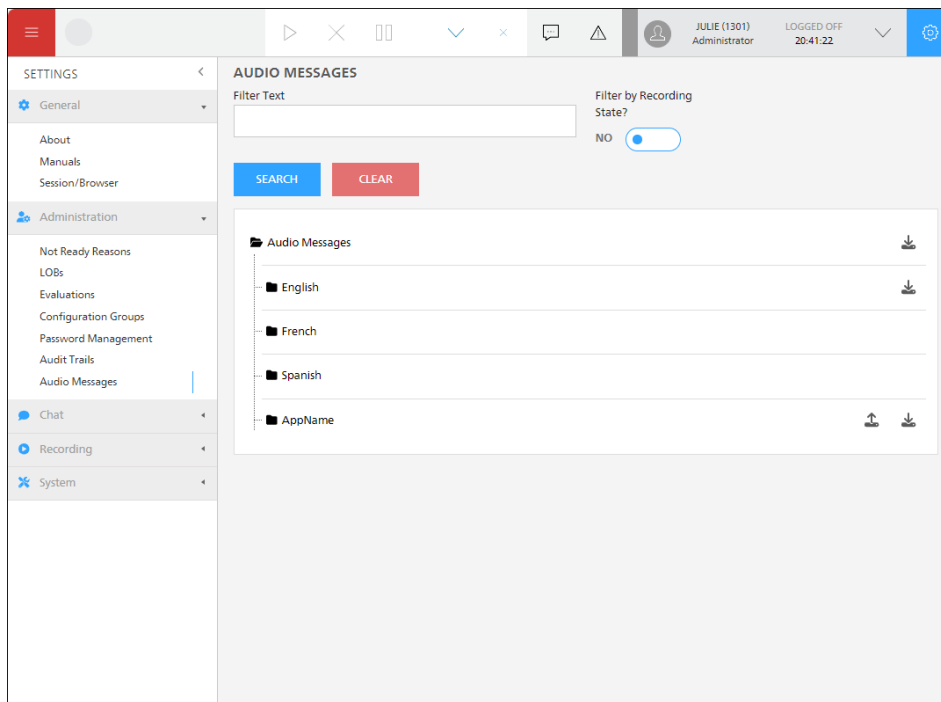 JULIE (1301)
Administrator
LOGGED OFF
20:41:22
SETTINGS
General
About
Manuals
Session/Browser
Administration
Not Ready Reasons
LOBs
Evaluations
Configuration Groups
Password Management
Audit Trails
Audio Messages
Chat
Recording
System
AUDIO MESSAGES
Filter Text
Filter by Recording
State?
NO
SEARCH
CLEAR
Audio Messages
English
French
Spanish
AppName